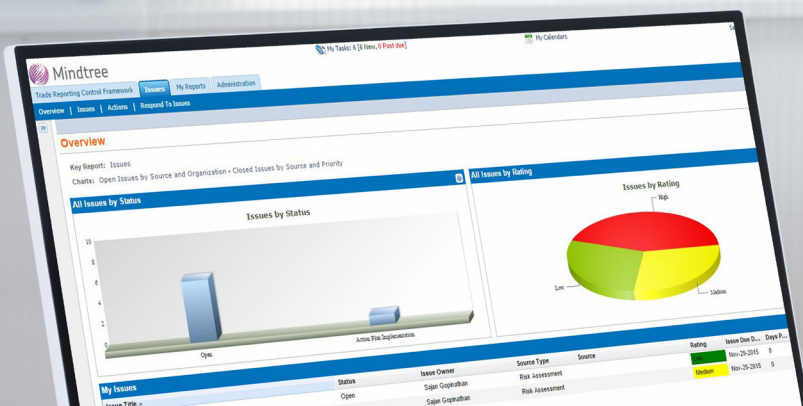 My Tasks: 6 [6 New, 0 Past due]
My Calendars
Mindtree
Trade Reporting Control Framework
Issues
My Reports
Administration
Overview | Issues | Actions | Respond To Issues
Overview
Key Report: Issues
Charts: Open Issues by Source and Organization • Closed Issues by Source and Priority
All Issues by Status
All Issues by Rating
Issues by Status
Issues by Rating
High
Low
Medium
10
8
6
4
2
0
Open
Action Plan Implementation
My Issues
Issue Title
Status
Issue Owner
Source Type
Source
Rating
Issue Due D...
Days P...
Open
Sajan Gopinathan
Risk Assessment
Low
Nov-29-2015
0
Sajan Gopinathan
Risk Assessment
Medium
Nov-25-2015
0